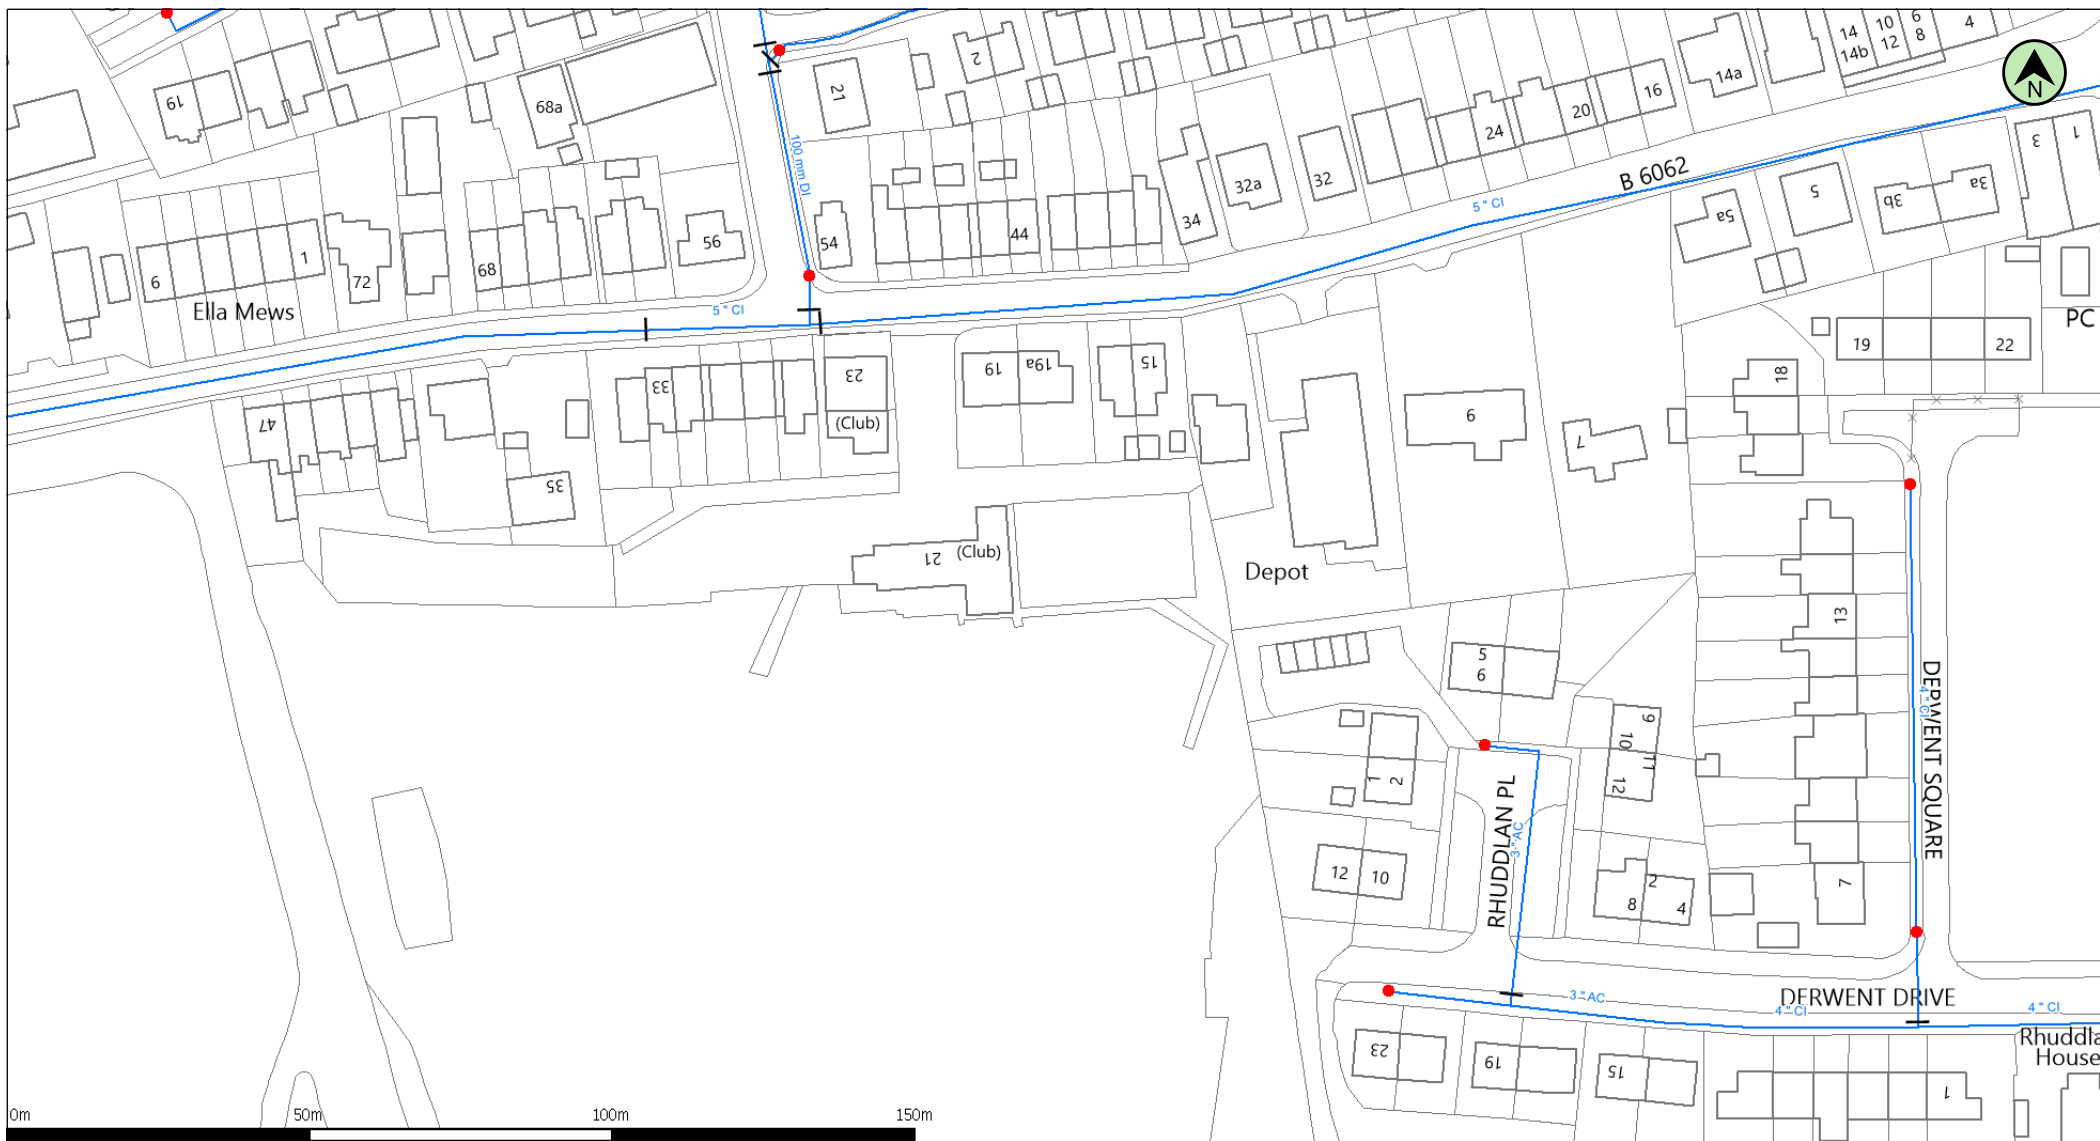 14
14b
10
12
6
8
4
N
2
21
61
68a
14a
16
20
24
1
3
100 mm DI
32a
32
34
B 6062
5 " CI
5a
5
3b
3a
54
44
56
68
72
1
6
Ella Mews
5 " CI
PC
19
22
18
23
(Club)
19
19a
15
33
47
35
9
7
21
(Club)
Depot
13
5
6
DERWENT SQUARE
4 " CI
9
10
11
12
1
2
RHUDDLAN PL
3 " AC
12
10
2
8
4
7
3 " AC
DERWENT DRIVE
4 " CI
4 " CI
Rhuddla
House
23
19
15
1
0m
50m
100m
150m